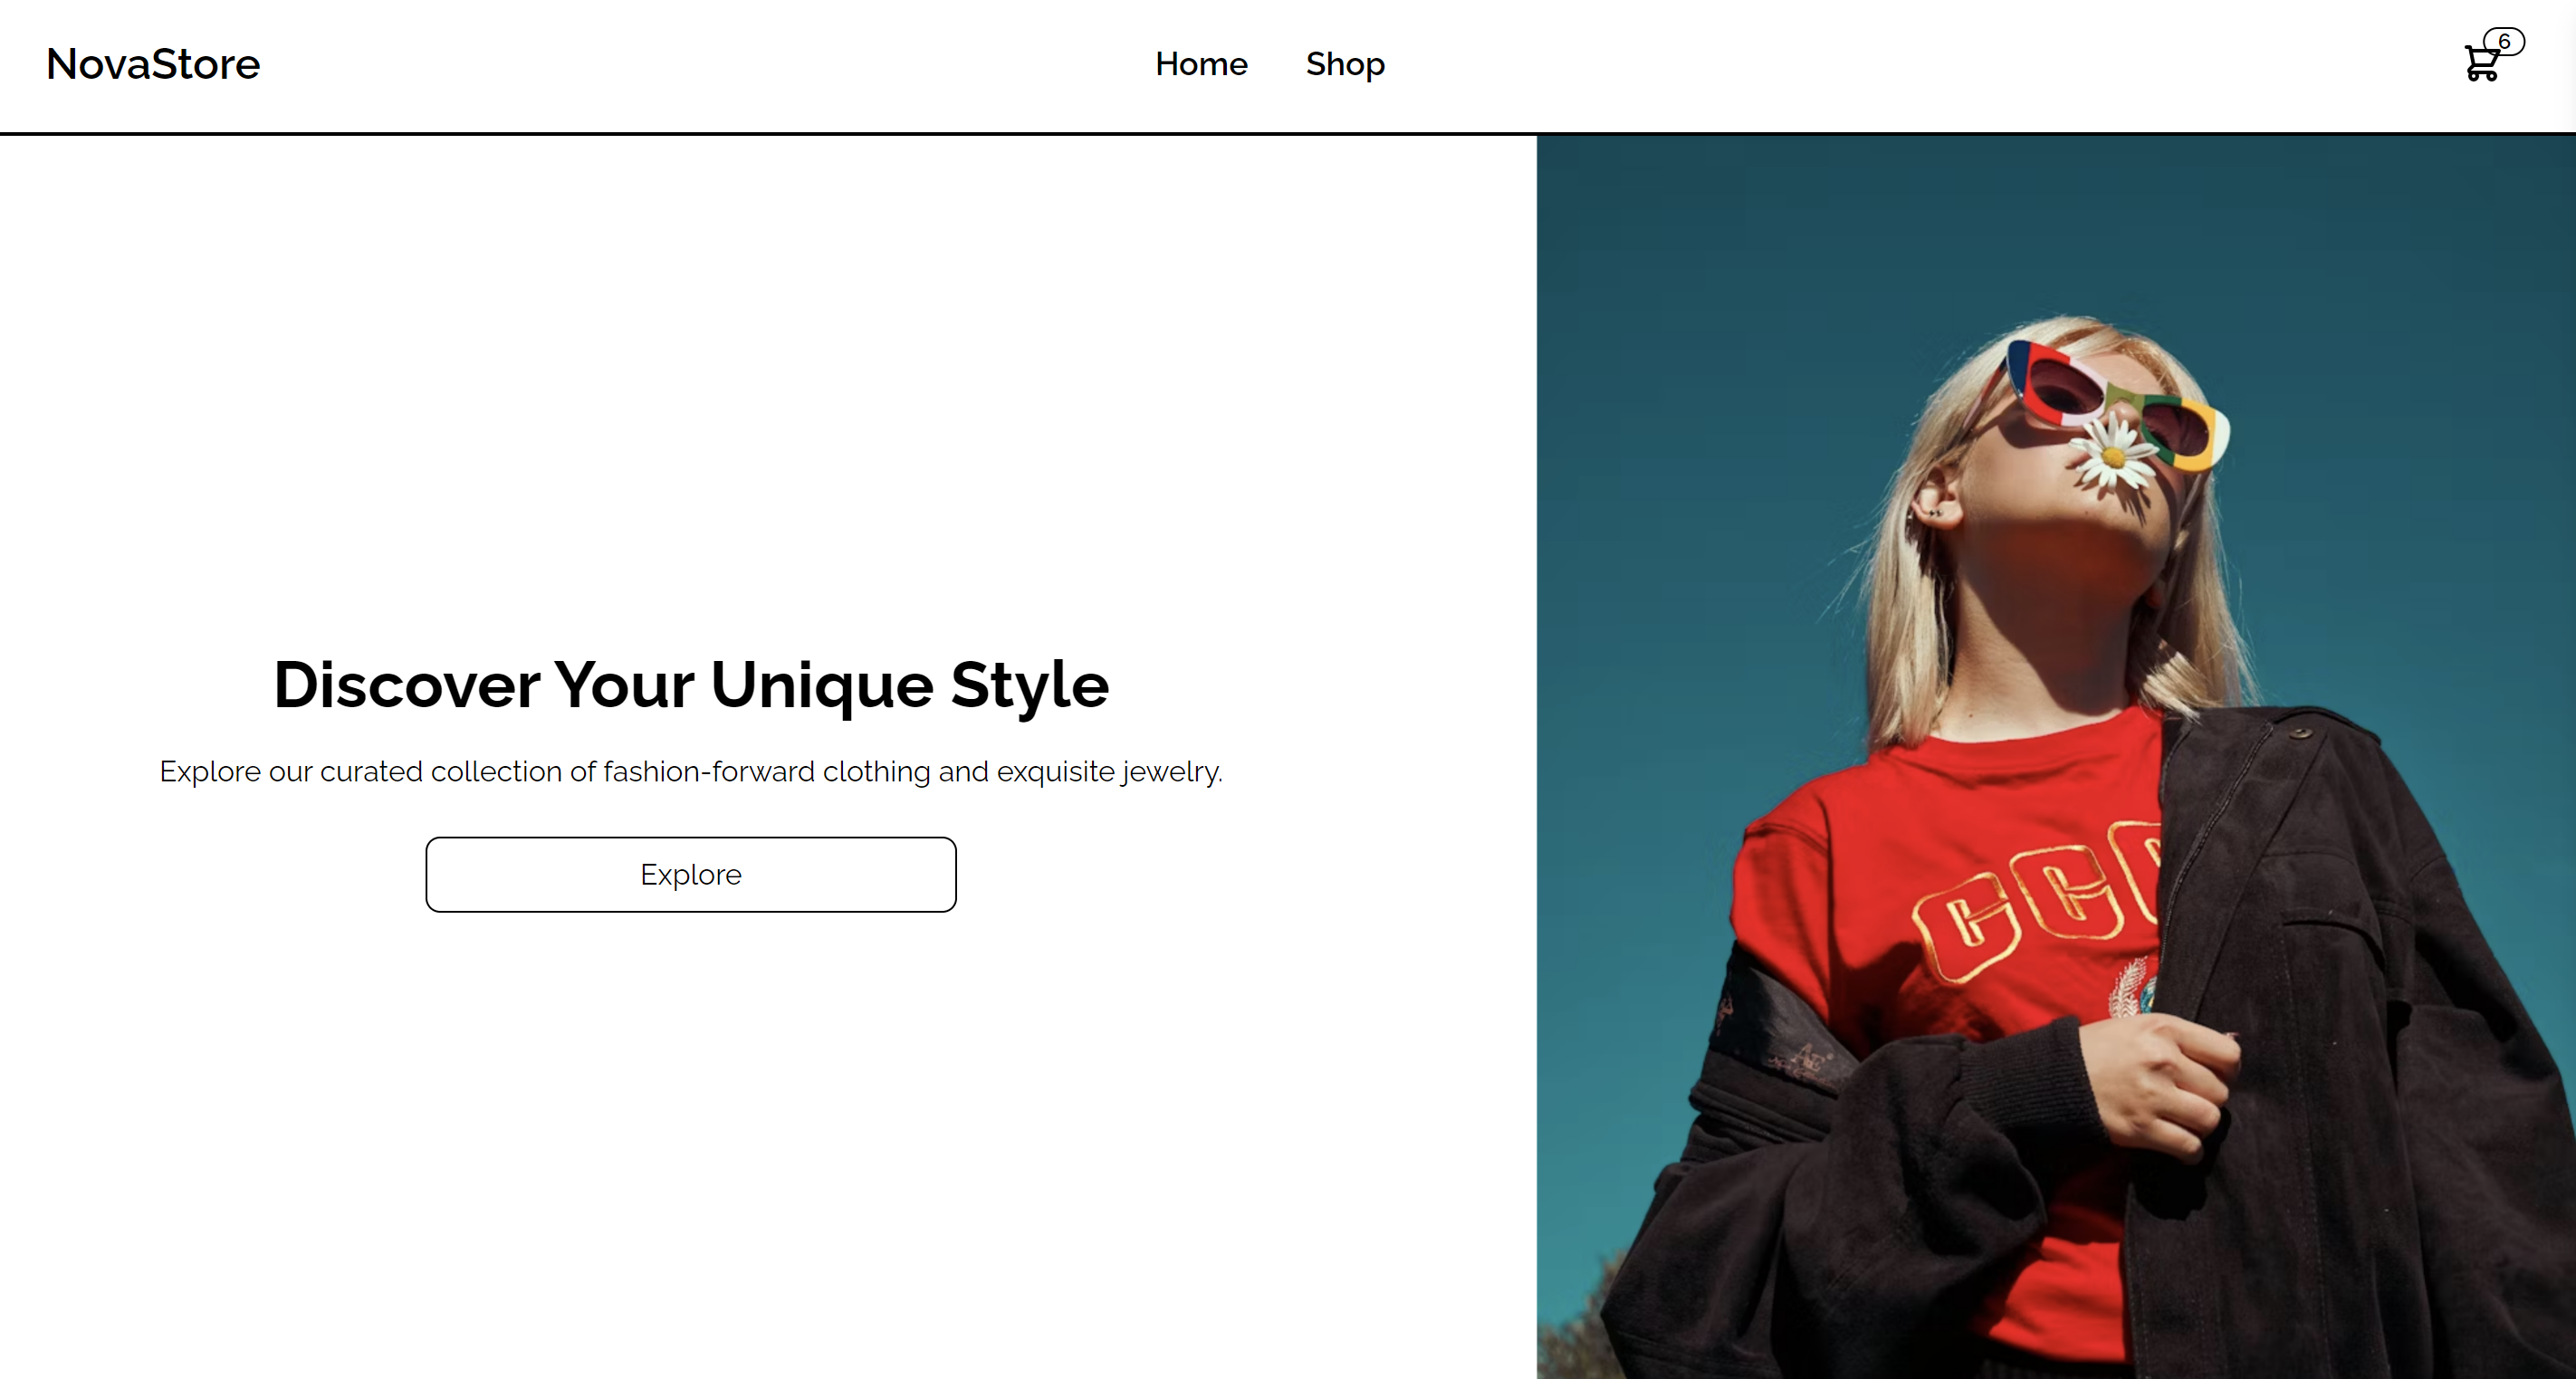 NovaStore
Home Shop
6
Discover Your Unique Style
Explore our curated collection of fashion-forward clothing and exquisite jewelry.
Explore